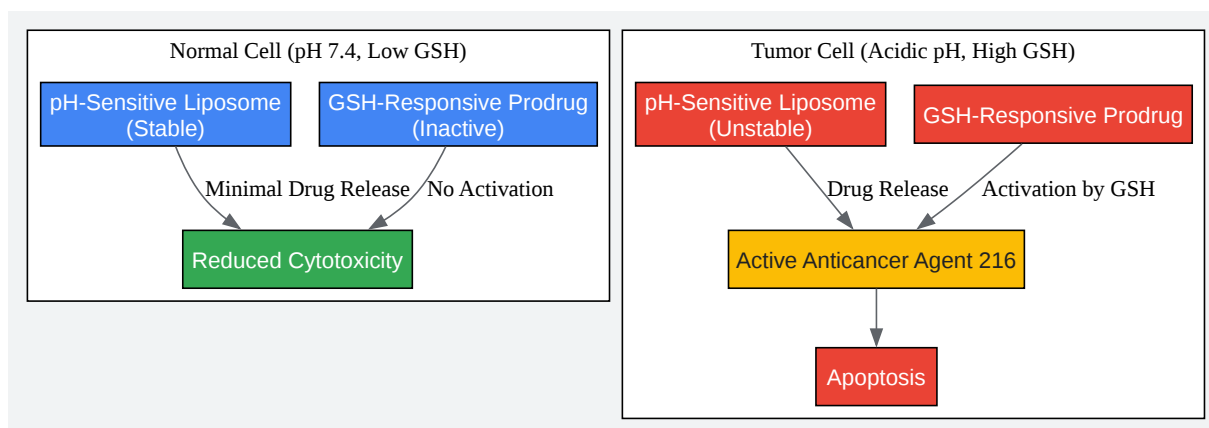 Normal Cell (pH 7.4, Low GSH)
pH-Sensitive Liposome
(Stable)
GSH-Responsive Prodrug
(Inactive)
Minimal Drug Release
No Activation
Reduced Cytotoxicity
Tumor Cell (Acidic pH, High GSH)
pH-Sensitive Liposome
(Unstable)
GSH-Responsive Prodrug
Drug Release
Activation by GSH
Active Anticancer Agent 216
Apoptosis